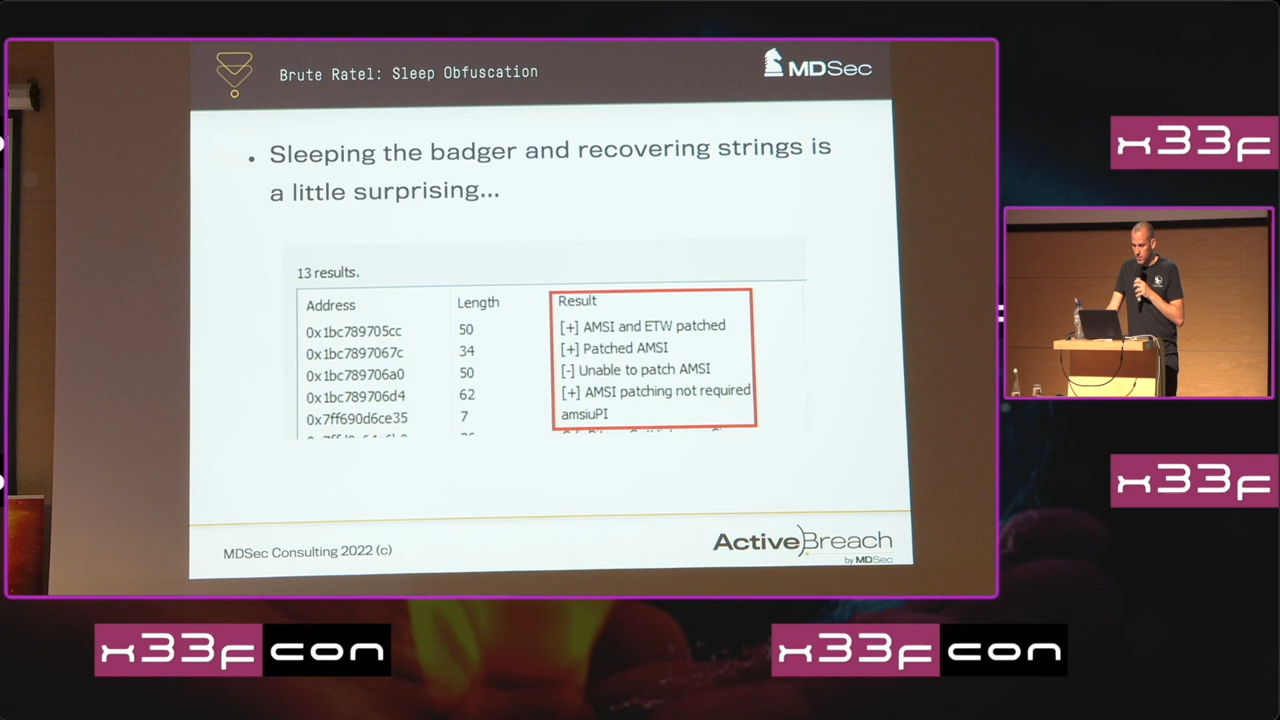 Brute Ratel: Sleep Obfuscation
MDSec
• Sleeping the badger and recovering strings is
a little surprising...
13 results.
Address Length Result
0x1bc789705cc 50 [+] AMSI and ETW patched
0x1bc7897067c 34 [+] Patched AMSI
0x1bc789706a0 50 [-] Unable to patch AMSI
0x1bc789706d4 62 [+] AMSI patching not required
0x7ff690d6ce35 7 amsiuPI
MDSec Consulting 2022 (c)
ActiveBreach
by MDSec
x33f
x33f
x33fcon
x33fcon